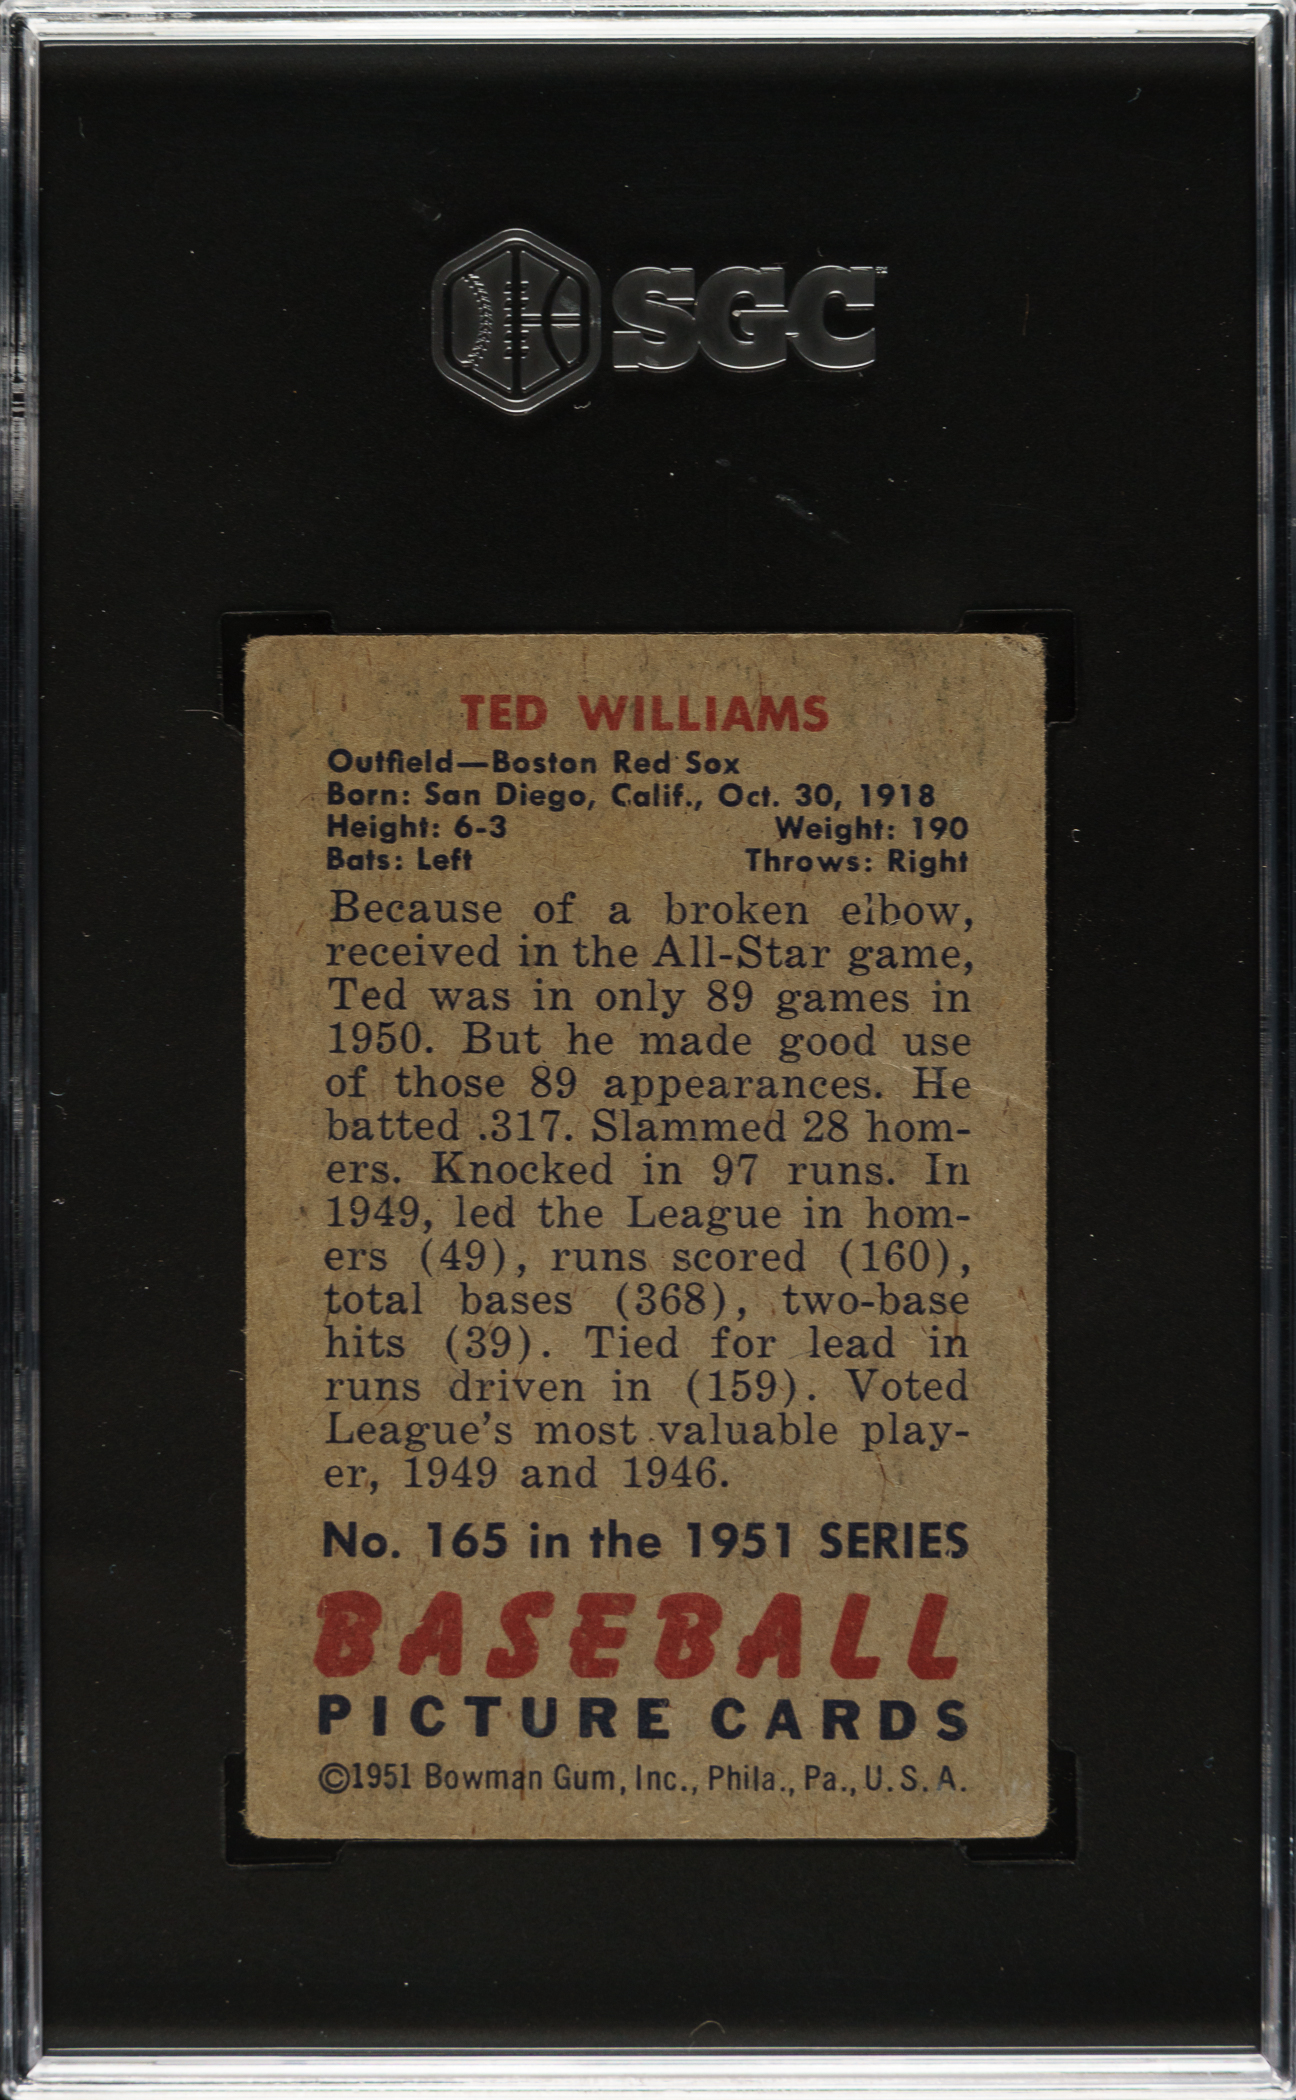 SGC
TED WILLIAMS
Outfield—Boston Red Sox
Born: San Diego, Calif., Oct. 30, 1918
Height: 6-3 Weight: 190
Bats: Left Throws: Right
Because of a broken elbow,
received in the All-Star game,
Ted was in only 89 games in
1950. But he made good use
of those 89 appearances. He
batted .317. Slammed 28 hom-
ers. Knocked in 97 runs. In
1949, led the League in hom-
ers (49), runs scored (160),
total bases (368), two-base
hits (39). Tied for lead in
runs driven in (159). Voted
League's most valuable play-
er, 1949 and 1946.
No. 165 in the 1951 SERIES
BASEBALL
PICTURE CARDS
©1951 Bowman Gum, Inc., Phila., Pa., U. S. A.